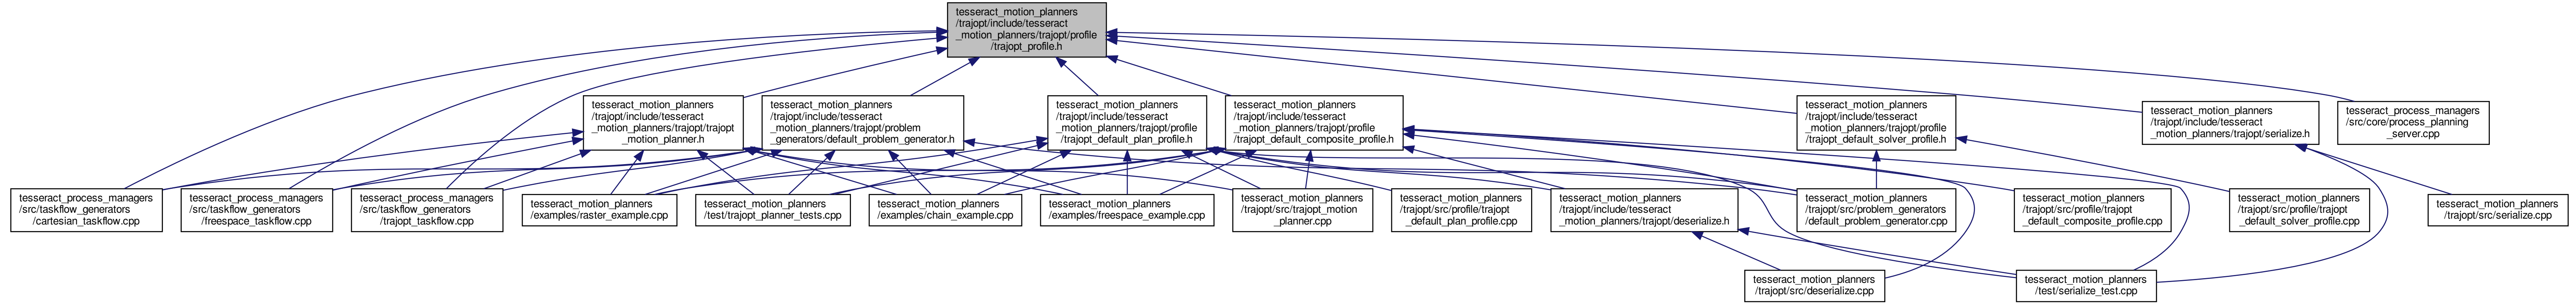 tesseract_motion_planners
/trajopt/include/tesseract
_motion_planners/trajopt/profile
/trajopt_profile.h
tesseract_motion_planners
/trajopt/include/tesseract
_motion_planners/trajopt/trajopt
_motion_planner.h
tesseract_motion_planners
/trajopt/include/tesseract
_motion_planners/trajopt/problem
_generators/default_problem_generator.h
tesseract_motion_planners
/trajopt/include/tesseract
_motion_planners/trajopt/profile
/trajopt_default_plan_profile.h
tesseract_motion_planners
/trajopt/include/tesseract
_motion_planners/trajopt/profile
/trajopt_default_composite_profile.h
tesseract_motion_planners
/trajopt/include/tesseract
_motion_planners/trajopt/profile
/trajopt_default_solver_profile.h
tesseract_motion_planners
/trajopt/include/tesseract
_motion_planners/trajopt/serialize.h
tesseract_process_managers
/src/core/process_planning
_server.cpp
tesseract_process_managers
/src/taskflow_generators
/cartesian_taskflow.cpp
tesseract_process_managers
/src/taskflow_generators
/freespace_taskflow.cpp
tesseract_process_managers
/src/taskflow_generators
/trajopt_taskflow.cpp
tesseract_motion_planners
/examples/raster_example.cpp
tesseract_motion_planners
/test/trajopt_planner_tests.cpp
tesseract_motion_planners
/examples/chain_example.cpp
tesseract_motion_planners
/examples/freespace_example.cpp
tesseract_motion_planners
/trajopt/src/trajopt_motion
_planner.cpp
tesseract_motion_planners
/trajopt/src/profile/trajopt
_default_plan_profile.cpp
tesseract_motion_planners
/trajopt/include/tesseract
_motion_planners/trajopt/deserialize.h
tesseract_motion_planners
/trajopt/src/problem_generators
/default_problem_generator.cpp
tesseract_motion_planners
/trajopt/src/profile/trajopt
_default_composite_profile.cpp
tesseract_motion_planners
/trajopt/src/profile/trajopt
_default_solver_profile.cpp
tesseract_motion_planners
/trajopt/src/serialize.cpp
tesseract_motion_planners
/trajopt/src/deserialize.cpp
tesseract_motion_planners
/test/serialize_test.cpp